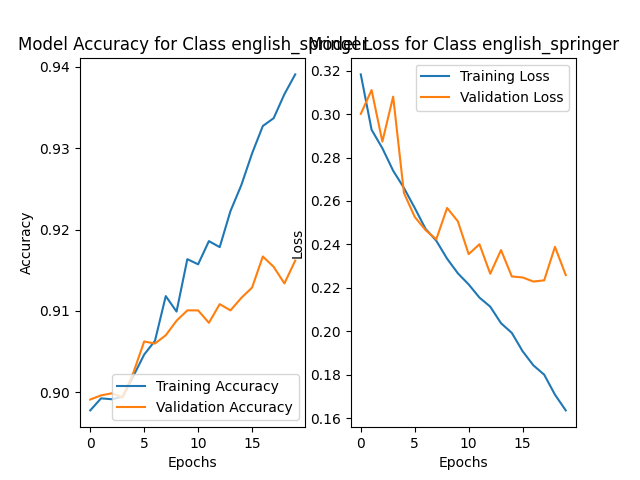 Model Accuracy for Class english_springer
Model Loss for Class english_springer
0.94
0.93
0.92
0.91
0.90
Accuracy
Training Accuracy
Validation Accuracy
0
5
10
15
Epochs
0.32
0.30
0.28
0.26
0.24
0.22
0.20
0.18
0.16
Loss
Training Loss
Validation Loss
0
5
10
15
Epochs